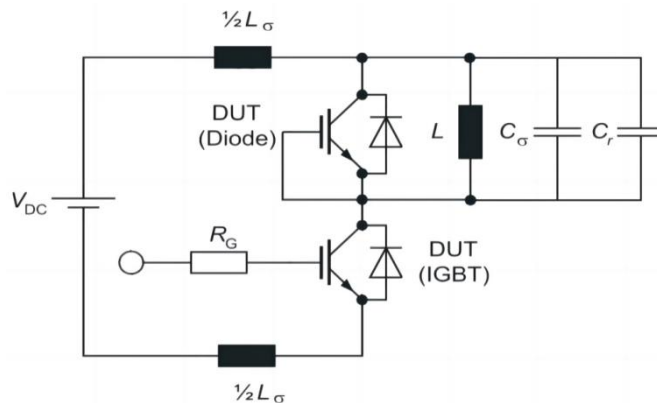 ½Lσ
DUT
(Diode)
L
Cσ
Cr
VDC
RG
DUT
(IGBT)
½Lσ